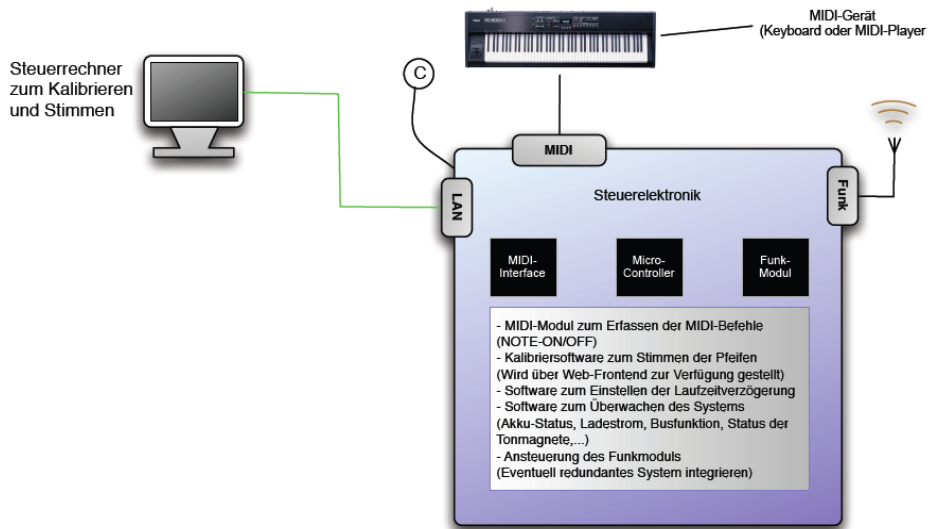 MIDI-Gerät
(Keyboard oder MIDI-Player
Steuerrechner
zum Kalibrieren
und Stimmen
C
MIDI
LAN
Steuerelektronik
Funk
MIDI-
Interface
Micro-
Controller
Funk-
Modul
- MIDI-Modul zum Erfassen der MIDI-Befehle
(NOTE-ON/OFF)
- Kalibriersoftware zum Stimmen der Pfeifen
(Wird über Web-Frontend zur Verfügung gestellt)
- Software zum Einstellen der Laufzeitverzögerung
- Software zum Überwachen des Systems
(Akku-Status, Ladestrom, Busfunktion, Status der
Tonmagnete,...)
- Ansteuerung des Funkmoduls
(Eventuell redundantes System integrieren)